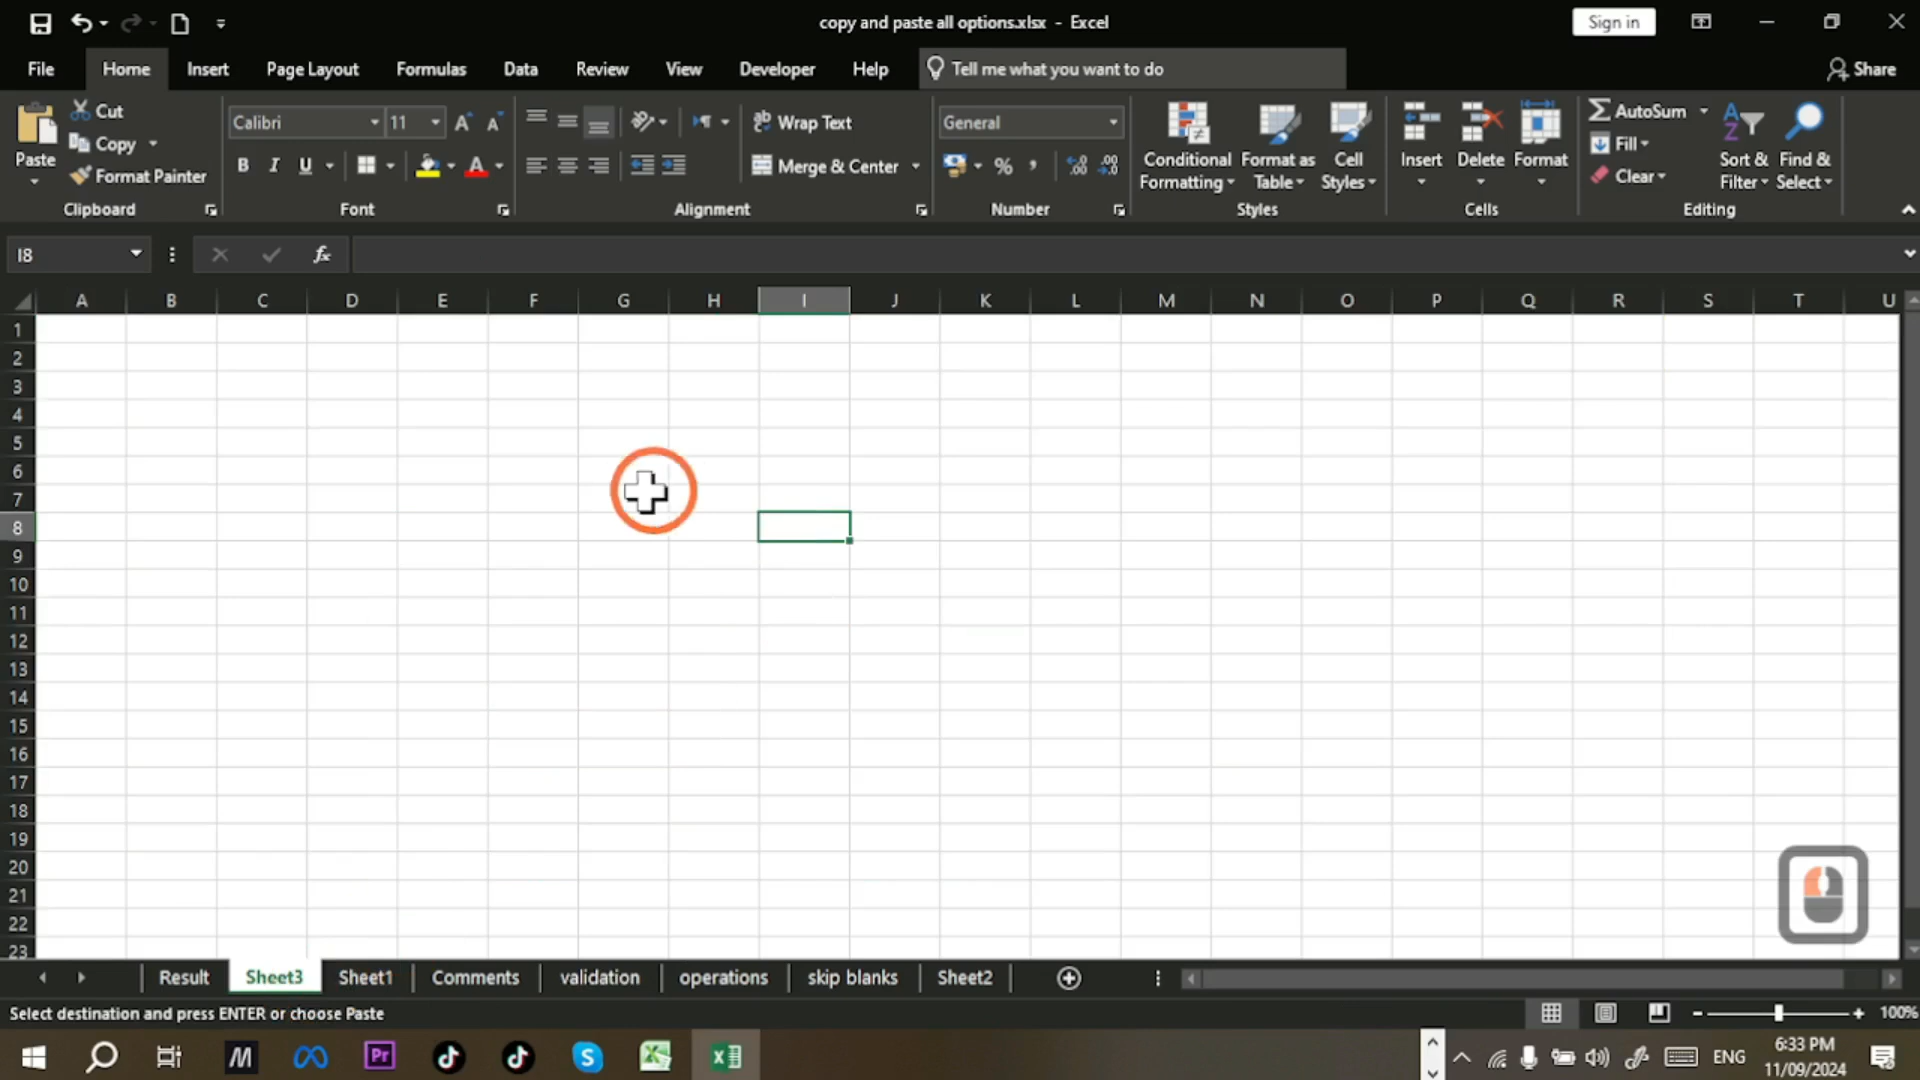 copy and paste all options.xlsx - Excel
Sign in
File Home Insert Page Layout Formulas Data Review View Developer Help Tell me what you want to do Share
Paste
Cut
Copy
Format Painter
Clipboard
Calibri 11
B I U A
Font
Wrap Text
Merge & Center
Alignment
General
%
Number
Conditional Formatting
Format as Table
Cell Styles
Styles
Insert Delete Format
Cells
AutoSum
Fill
Clear
Sort & Filter
Find & Select
Editing
I8 fx
A B C D E F G H I J K L M N O P Q R S T U
1
2
3
4
5
6
7
8
9
10
11
12
13
14
15
16
17
18
19
20
21
22
23
Result Sheet3 Sheet1 Comments validation operations skip blanks Sheet2
Select destination and press ENTER or choose Paste
100%
Pr
ENG
6:33 PM
11/09/2024